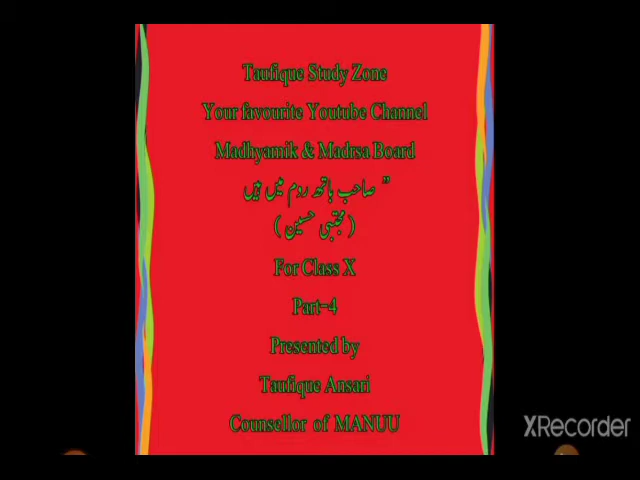 Taufique Study Zone
Your favourite Youtube Channel
Madhyamik & Madrsa Board
” صاحب باتھ روم میں ہیں
( مجتبیٰ حسین )
For Class X
Part-4
Presented by
Taufique Ansari
Counsellor of MANUU
XRecorder